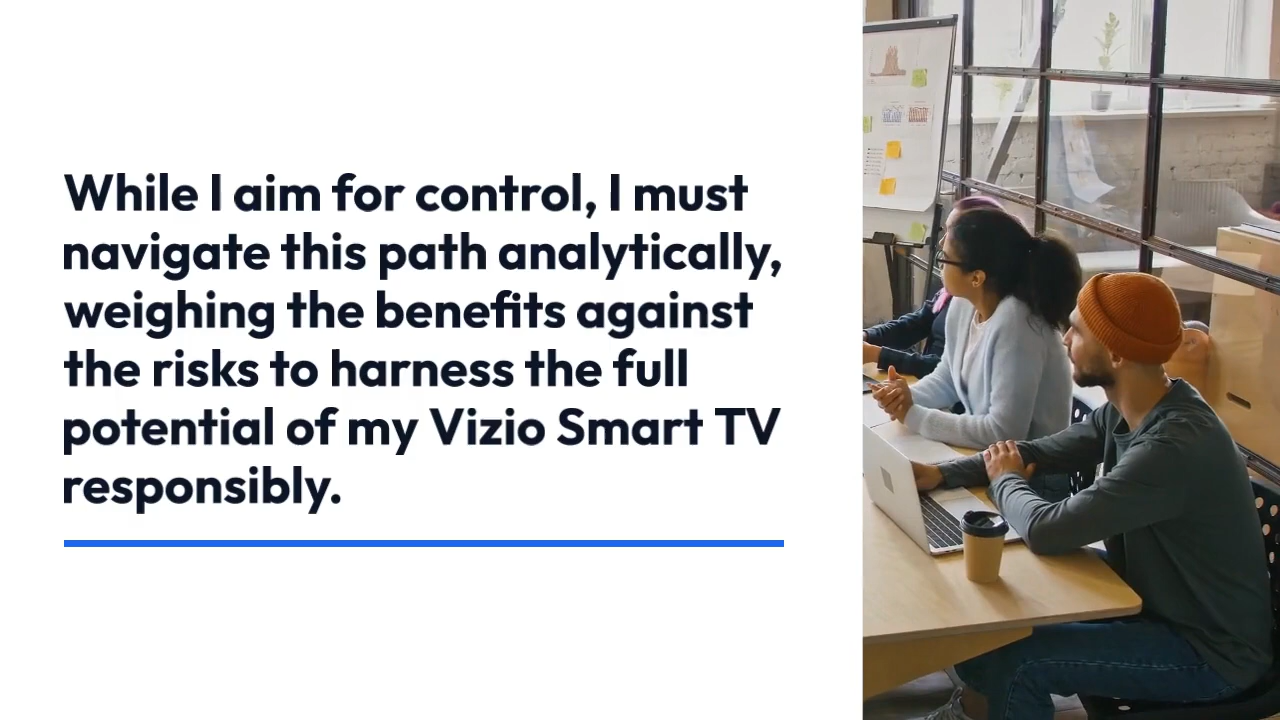 While I aim for control, I must
navigate this path analytically,
weighing the benefits against
the risks to harness the full
potential of my Vizio Smart TV
responsibly.